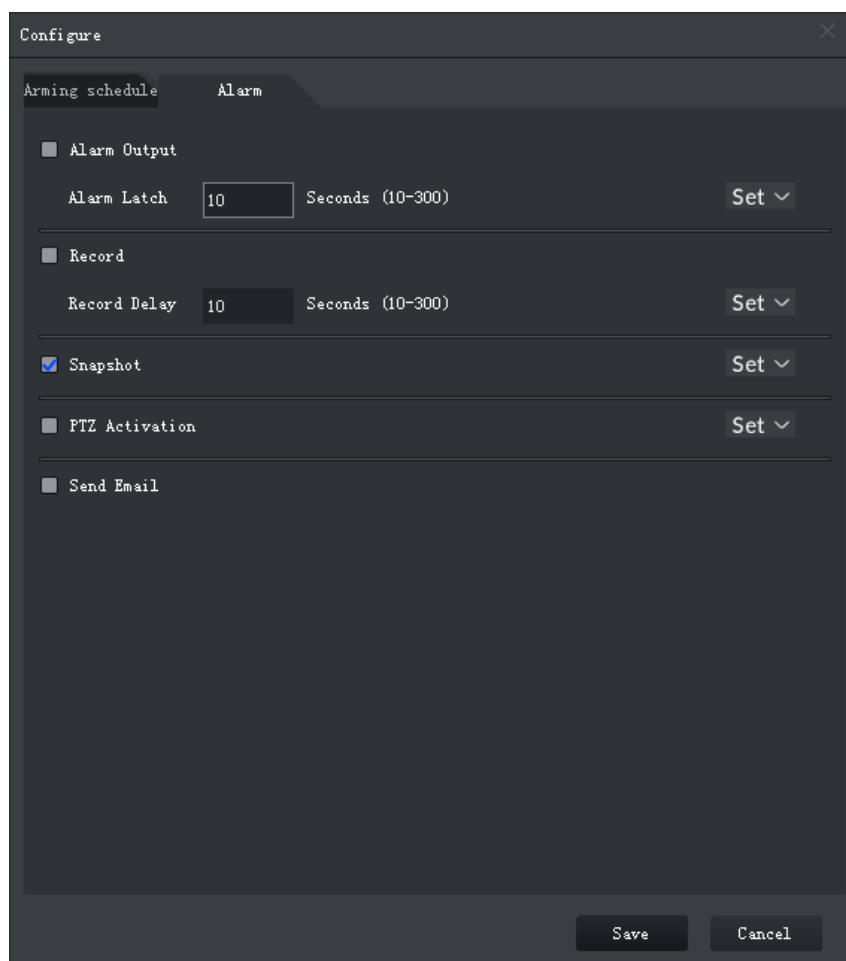 Configure
Arming schedule Alarm
Alarm Output
Alarm Latch 10 Seconds (10-300) Set
Record
Record Delay 10 Seconds (10-300) Set
Snapshot Set
PTZ Activation Set
Send Email
Save Cancel